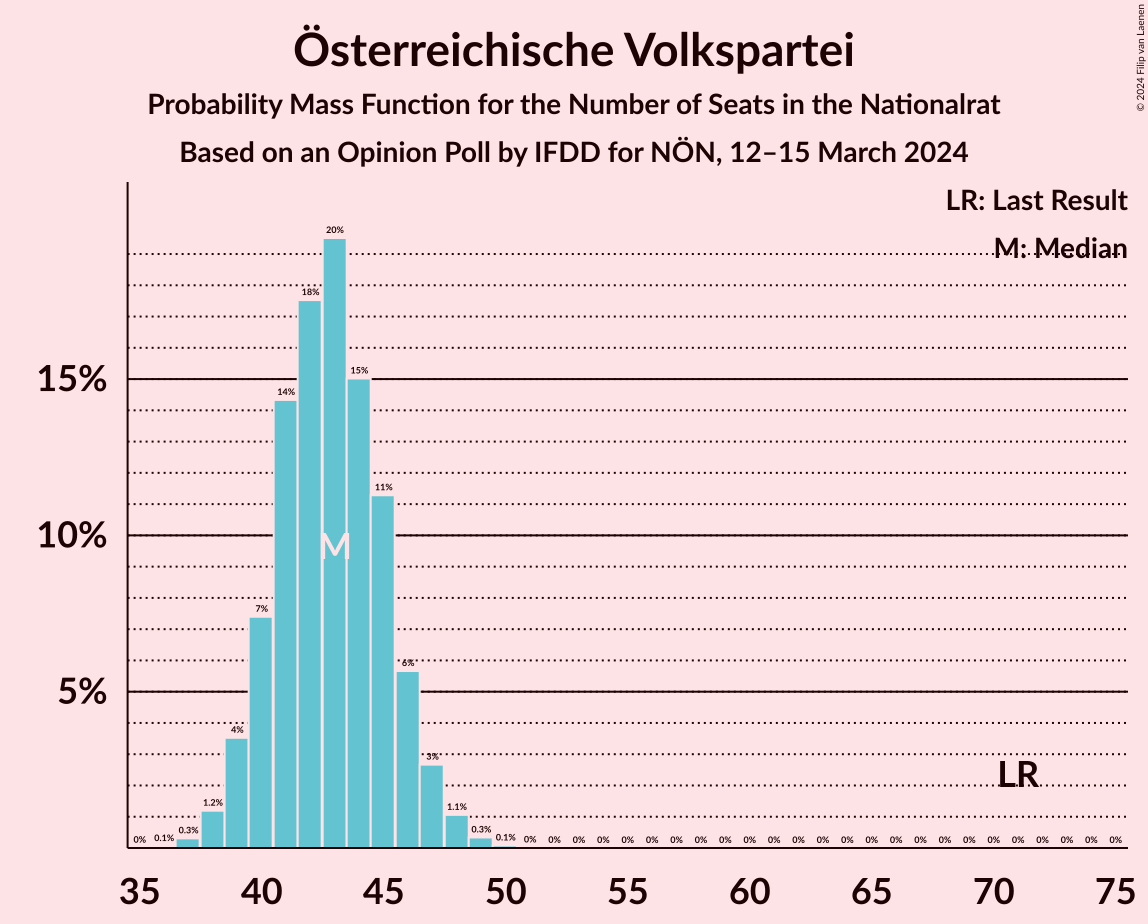 Österreichische Volkspartei
Probability Mass Function for the Number of Seats in the Nationalrat
Based on an Opinion Poll by IFDD for NÖN, 12–15 March 2024
© 2024 Filip van Laenen
LR: Last Result
M: Median
20%
18%
15%
15%
14%
11%
10%
M
7%
6%
5%
4%
3%
LR
1.2%
1.1%
0% 0.1% 0.3% 0.3% 0.1% 0% 0% 0% 0% 0% 0% 0% 0% 0% 0% 0% 0% 0% 0% 0% 0% 0% 0% 0% 0% 0% 0% 0% 0% 0%
35 40 45 50 55 60 65 70 75